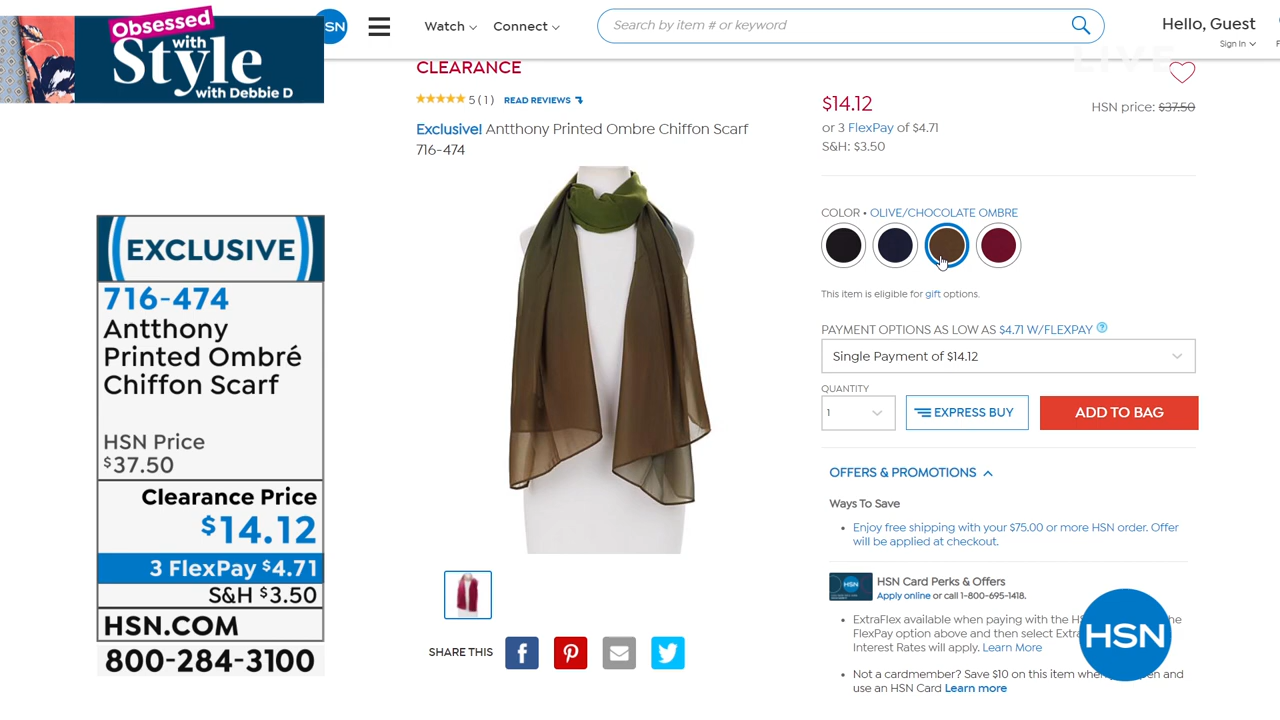 Obsessed
with
Style
with Debbie D
HSN
Watch
Connect
Search by item # or keyword
Hello, Guest
Sign In
LIVE
CLEARANCE
5 (1) READ REVIEWS
Exclusive! Antthony Printed Ombre Chiffon Scarf
716-474
$14.12
HSN price: $37.50
or 3 FlexPay of $4.71
S&H: $3.50
COLOR • OLIVE/CHOCOLATE OMBRE
This item is eligible for gift options.
PAYMENT OPTIONS AS LOW AS $4.71 W/FLEXPAY ?
Single Payment of $14.12
QUANTITY
1
EXPRESS BUY
ADD TO BAG
OFFERS & PROMOTIONS
Ways To Save
• Enjoy free shipping with your $75.00 or more HSN order. Offer
will be applied at checkout.
HSN
HSN Card Perks & Offers
Apply online or call 1-800-695-1418.
• ExtraFlex available when paying with the
FlexPay option above and then select
Interest Rates will apply. Learn More
• Not a cardmember? Save $10 on this item when and
use an HSN Card Learn more
HSN
SHARE THIS
EXCLUSIVE
716-474
Antthony
Printed Ombré
Chiffon Scarf
HSN Price
$37.50
Clearance Price
$14.12
3 FlexPay $4.71
S&H $3.50
HSN.COM
800-284-3100